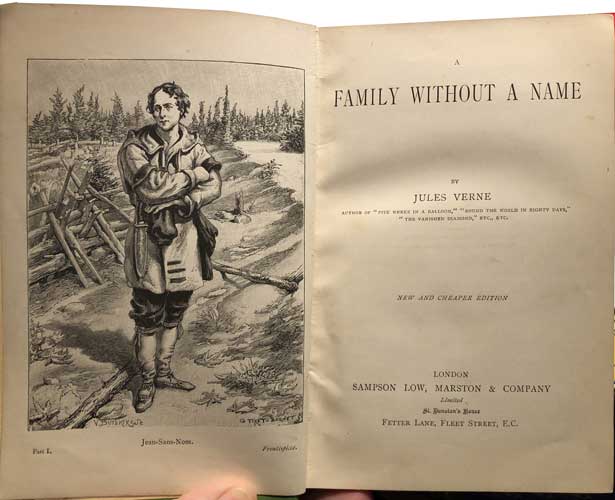 Jean-Sans-Nom.
Part I.
Frontispiece.
A
FAMILY WITHOUT A NAME
BY
JULES VERNE
AUTHOR OF "FIVE WEEKS IN A BALLOON," "ROUND THE WORLD IN EIGHTY DAYS,"
"THE VANISHED DIAMOND," ETC., ETC.
NEW AND CHEAPER EDITION
LONDON
SAMPSON LOW, MARSTON & COMPANY
Limited
St. Dunstan's House
FETTER LANE, FLEET STREET, E.C.